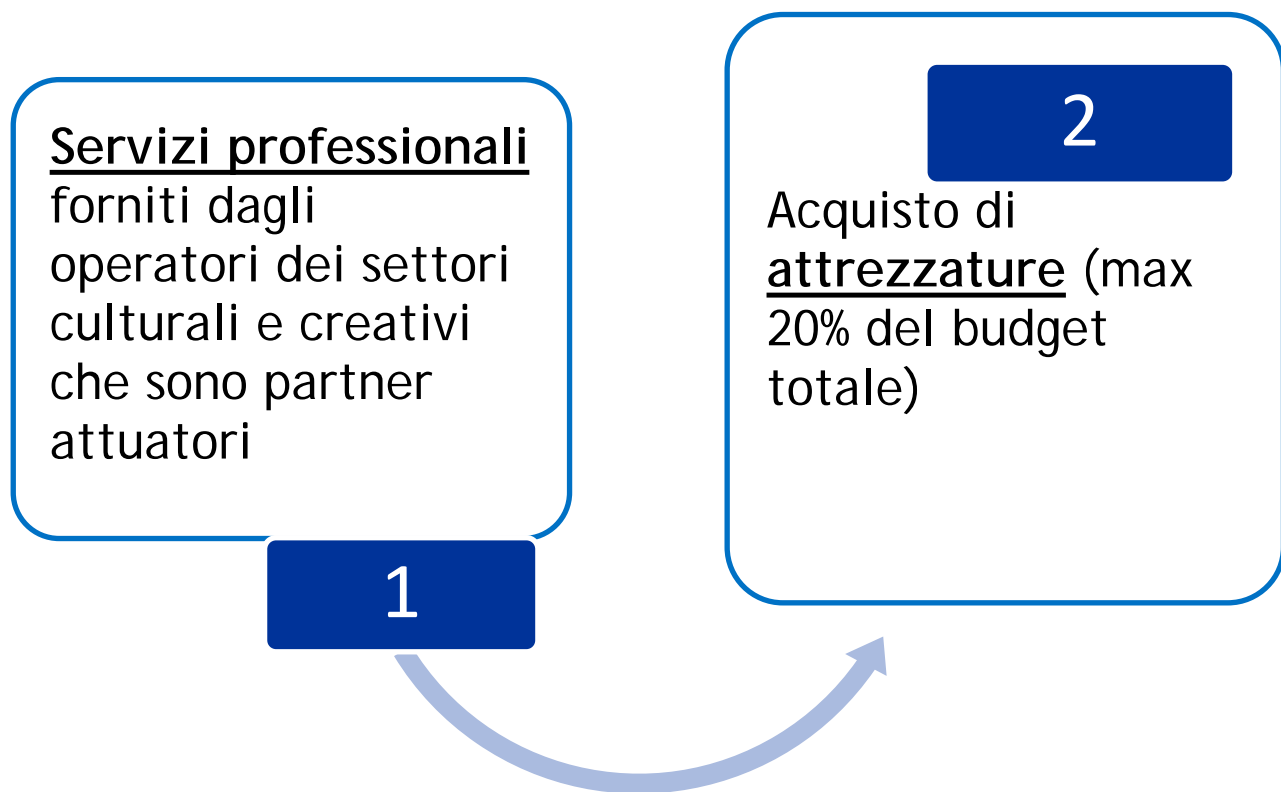 Servizi professionali
forniti dagli
operatori dei settori
culturali e creativi
che sono partner
attuatori
1
2
Acquisto di
attrezzature (max
20% del budget
totale)